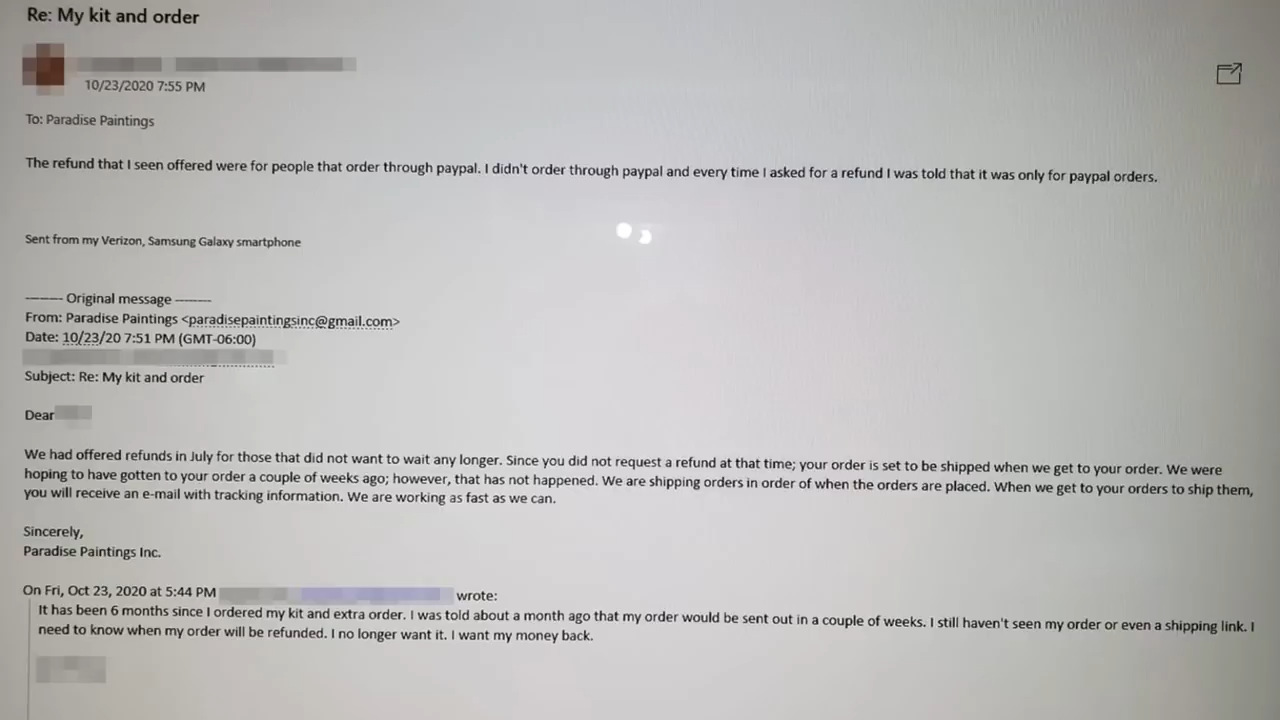 Re: My kit and order
10/23/2020 7:55 PM
To: Paradise Paintings
The refund that I seen offered were for people that order through paypal. I didn't order through paypal and every time I asked for a refund I was told that it was only for paypal orders.
Sent from my Verizon, Samsung Galaxy smartphone
-------- Original message --------
From: Paradise Paintings <paradisepaintingsinc@gmail.com>
Date: 10/23/20 7:51 PM (GMT-06:00)
Subject: Re: My kit and order
Dear
We had offered refunds in July for those that did not want to wait any longer. Since you did not request a refund at that time; your order is set to be shipped when we get to your order. We were
hoping to have gotten to your order a couple of weeks ago; however, that has not happened. We are shipping orders in order of when the orders are placed. When we get to your orders to ship them,
you will receive an e-mail with tracking information. We are working as fast as we can.
Sincerely,
Paradise Paintings Inc.
On Fri, Oct 23, 2020 at 5:44 PM wrote:
It has been 6 months since I ordered my kit and extra order. I was told about a month ago that my order would be sent out in a couple of weeks. I still haven't seen my order or even a shipping link. I
need to know when my order will be refunded. I no longer want it. I want my money back.